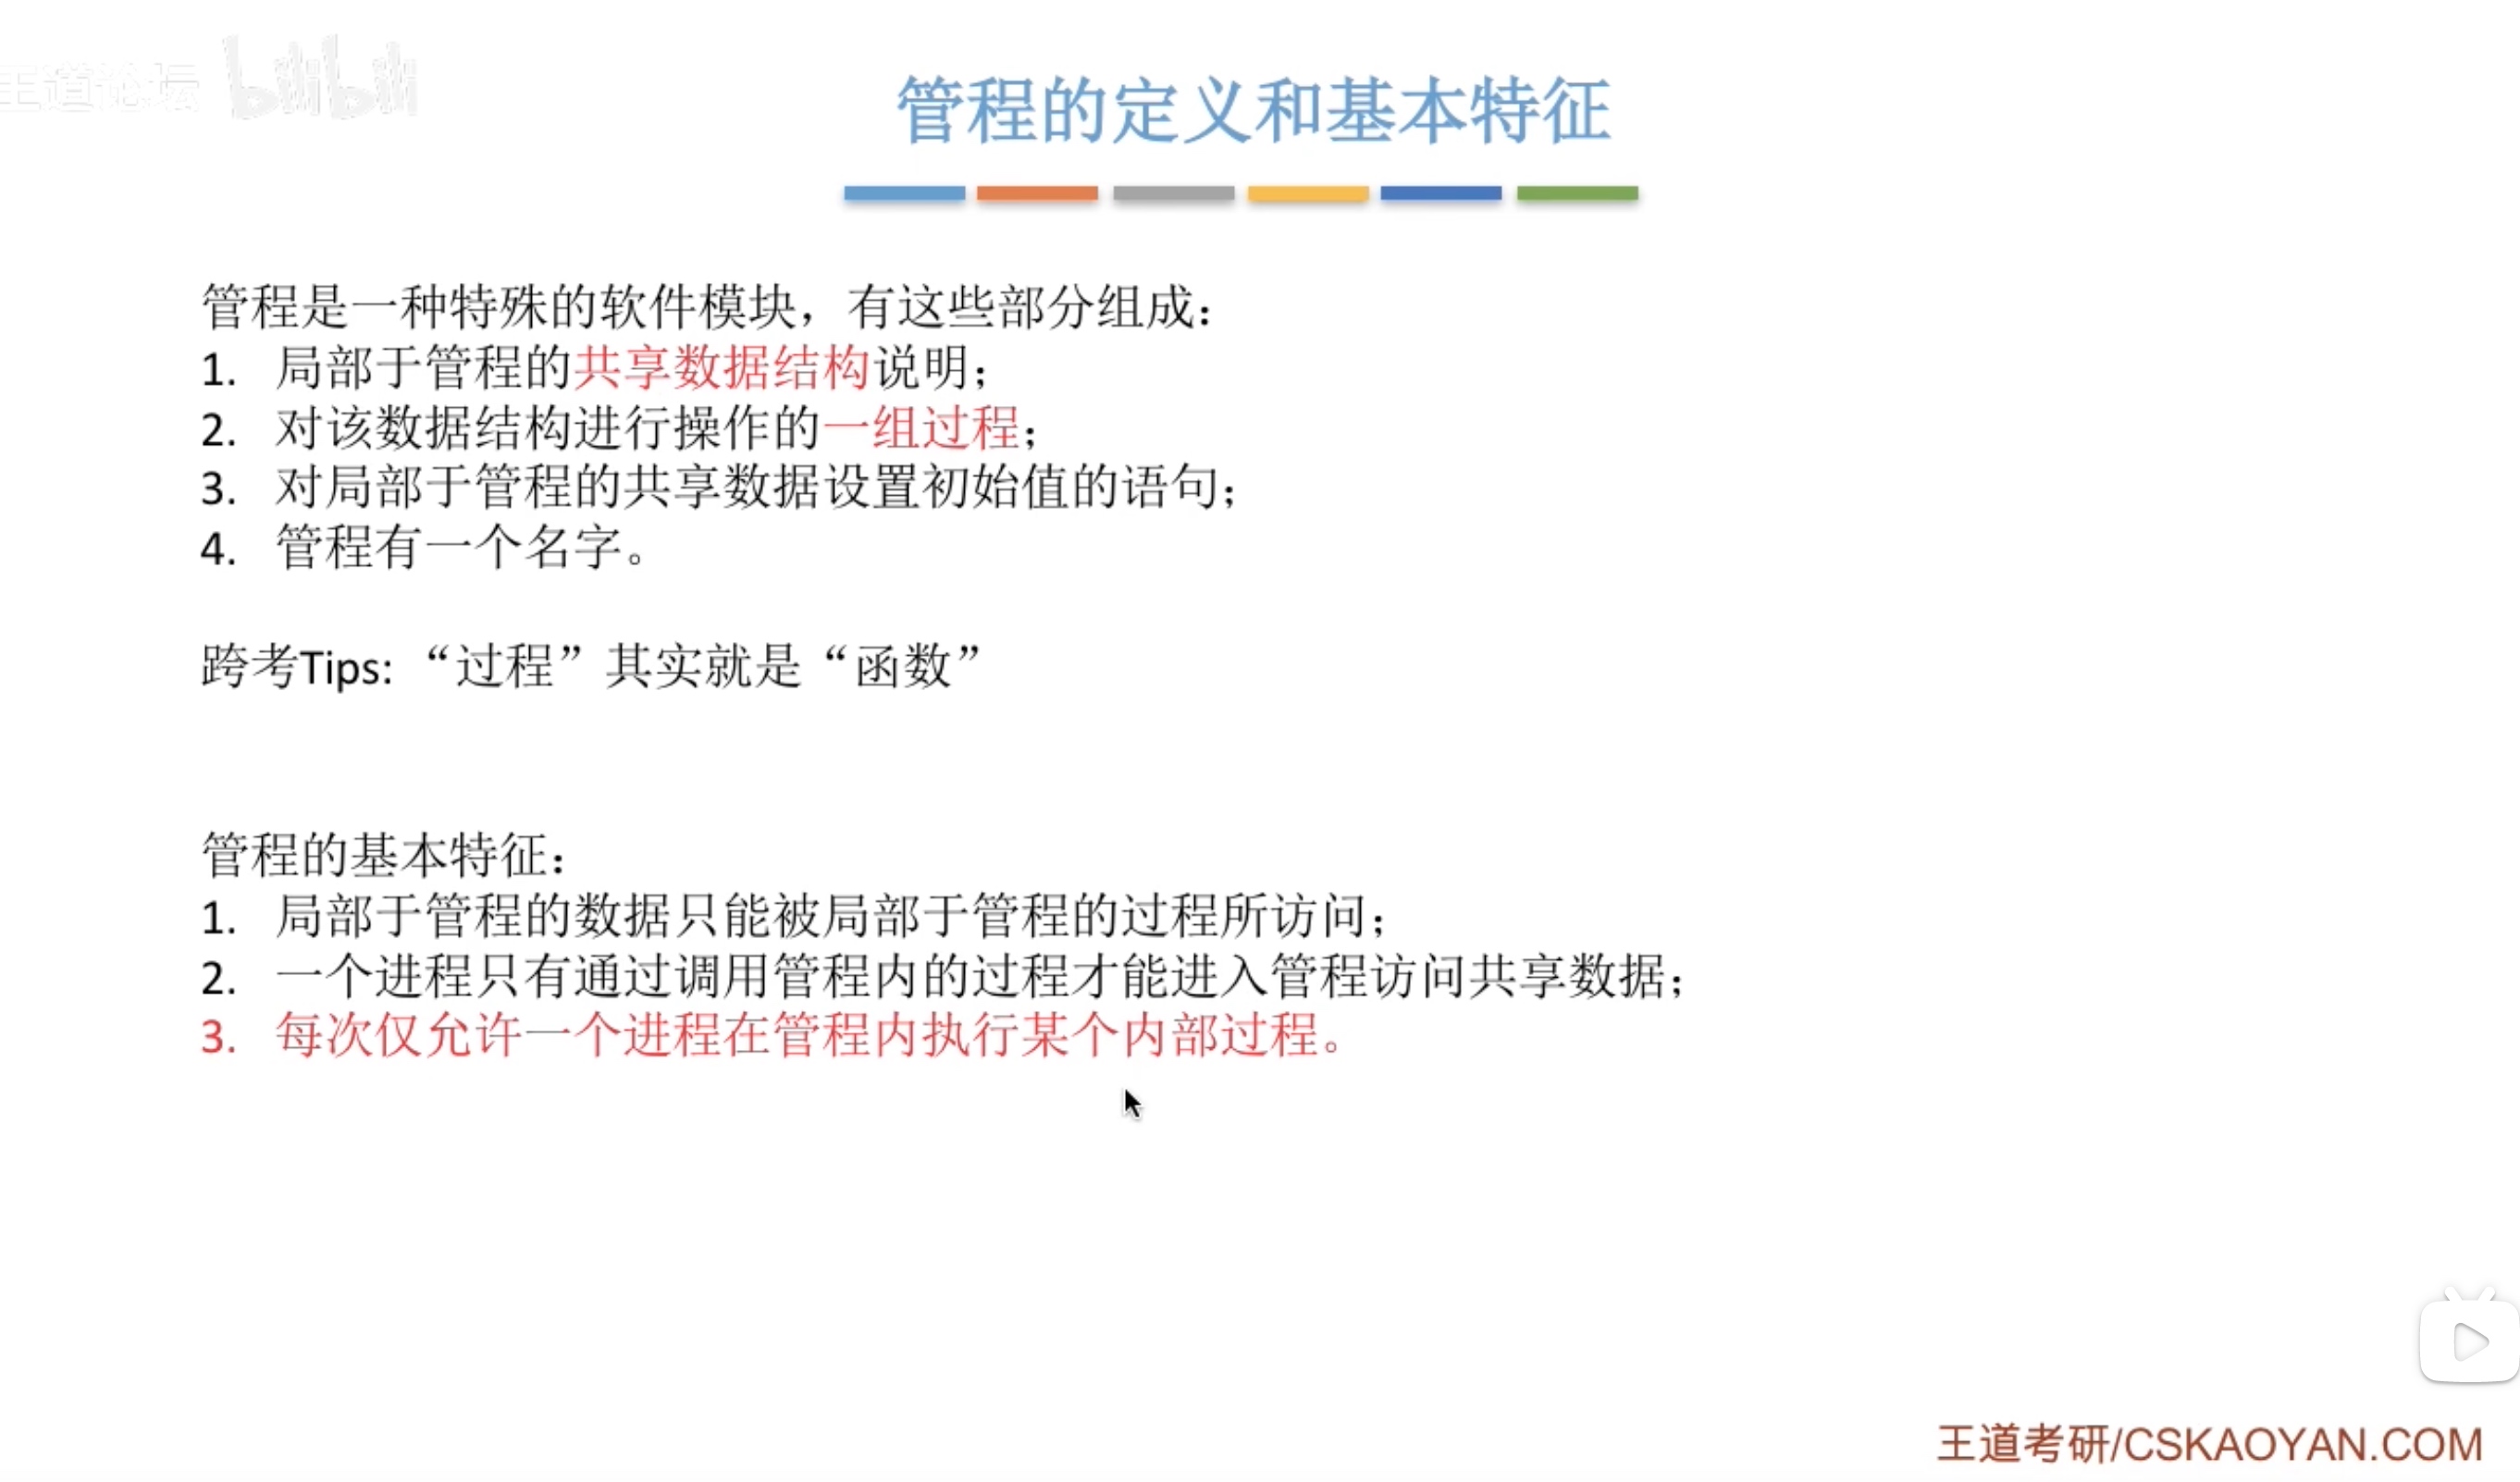 王道论坛 bilibili
管程的定义和基本特征
管程是一种特殊的软件模块，有这些部分组成：
1. 局部于管程的共享数据结构说明；
2. 对该数据结构进行操作的一组过程；
3. 对局部于管程的共享数据设置初始值的语句；
4. 管程有一个名字。
跨考Tips: “过程”其实就是“函数”
管程的基本特征：
1. 局部于管程的数据只能被局部于管程的过程所访问；
2. 一个进程只有通过调用管程内的过程才能进入管程访问共享数据；
3. 每次仅允许一个进程在管程内执行某个内部过程。
王道考研/CSKAOYAN.COM